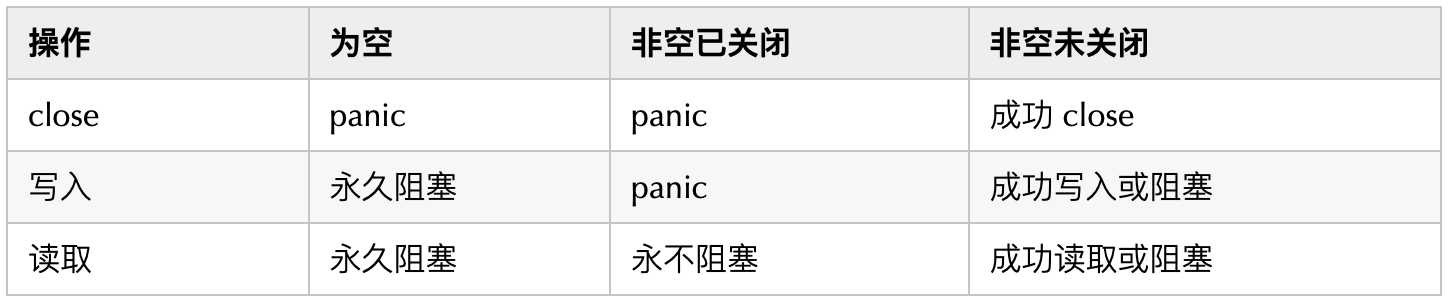 操作 为空 非空已关闭 非空未关闭
close panic panic 成功 close
写入 永久阻塞 panic 成功写入或阻塞
读取 永久阻塞 永不阻塞 成功读取或阻塞